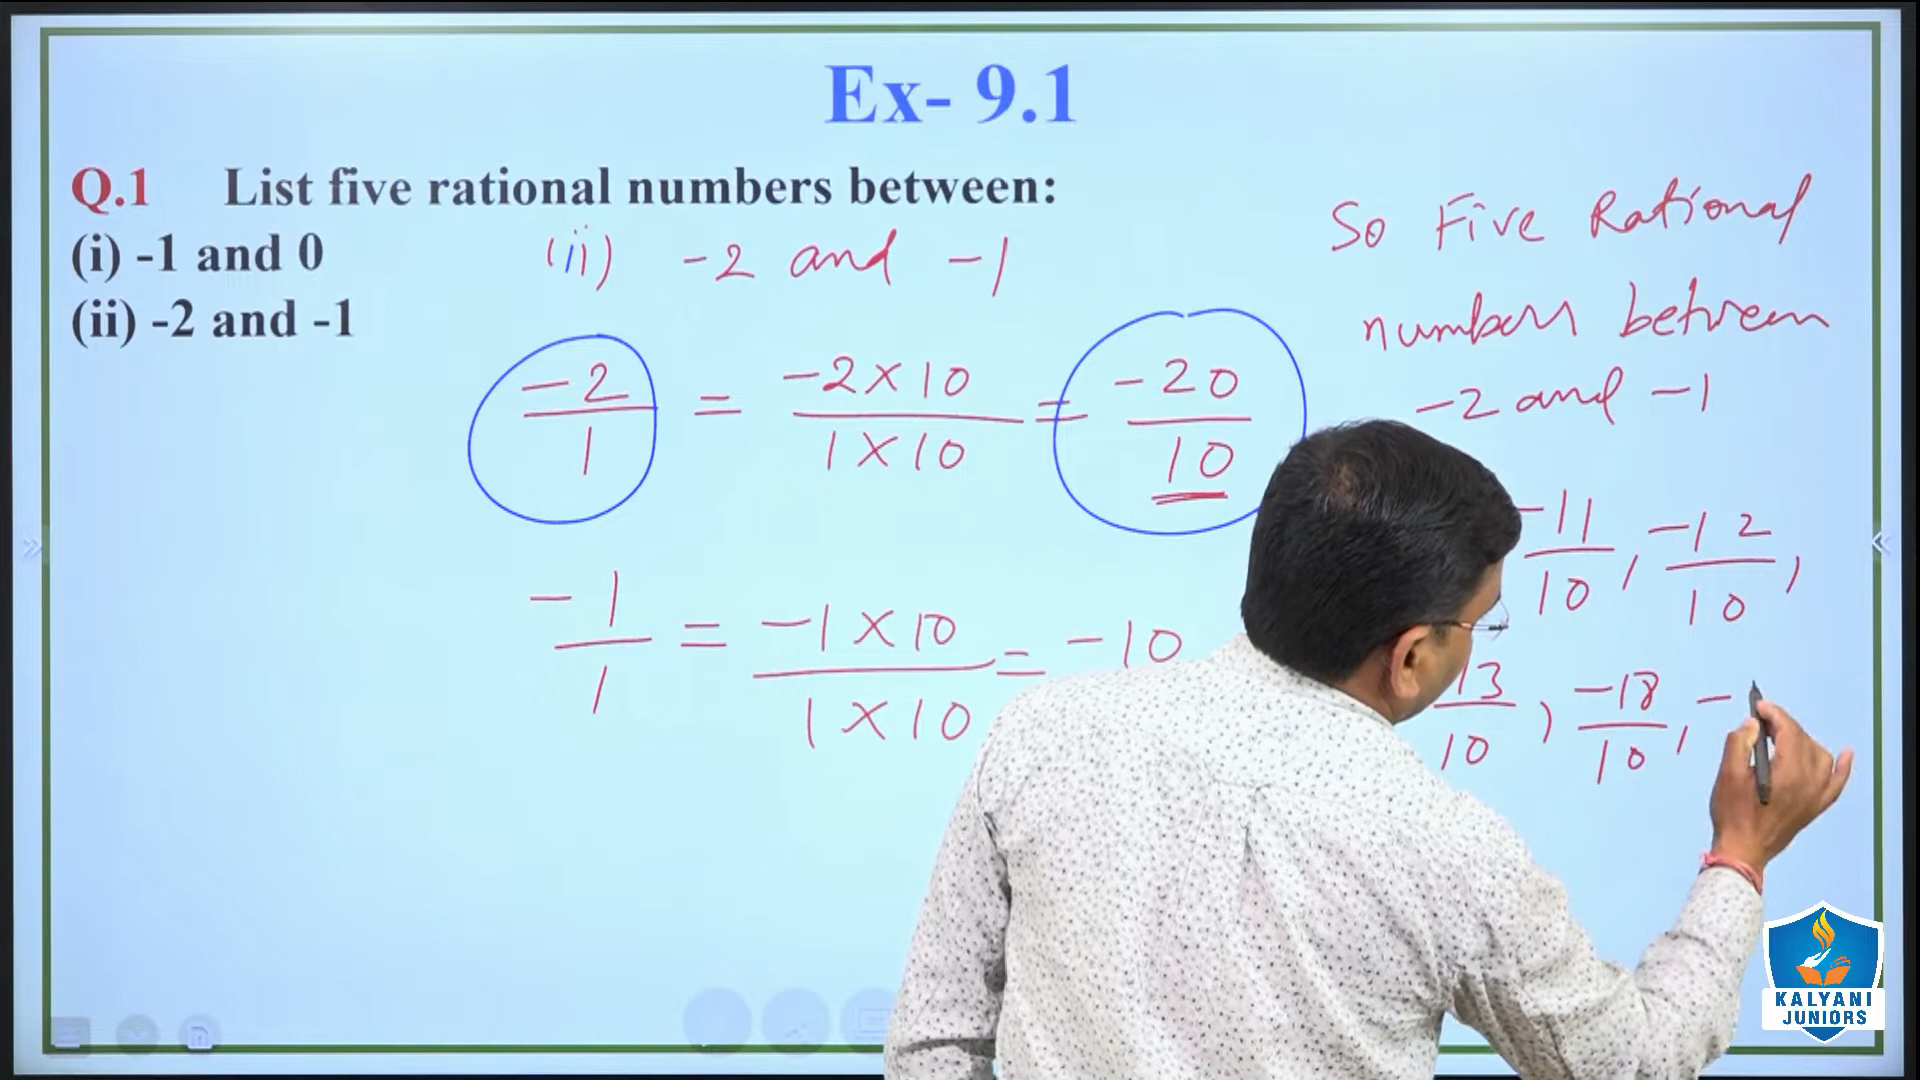 Ex- 9.1
Q.1 List five rational numbers between:
(i) -1 and 0
(ii) -2 and -1
(ii) -2 and -1
-2/1 = -2×10/1×10 = -20/10
-1/1 = -1×10/1×10 = -10
So Five Rational
numbers between
-2 and -1
-11/10, -12/10,
13/10, -18/10, -
KALYANI
JUNIORS